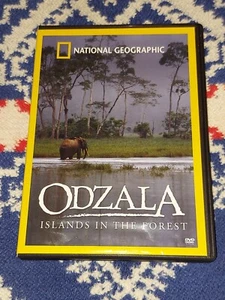 NATIONAL GEOGRAPHIC
ODZALA
ISLANDS IN THE FOREST
DVD